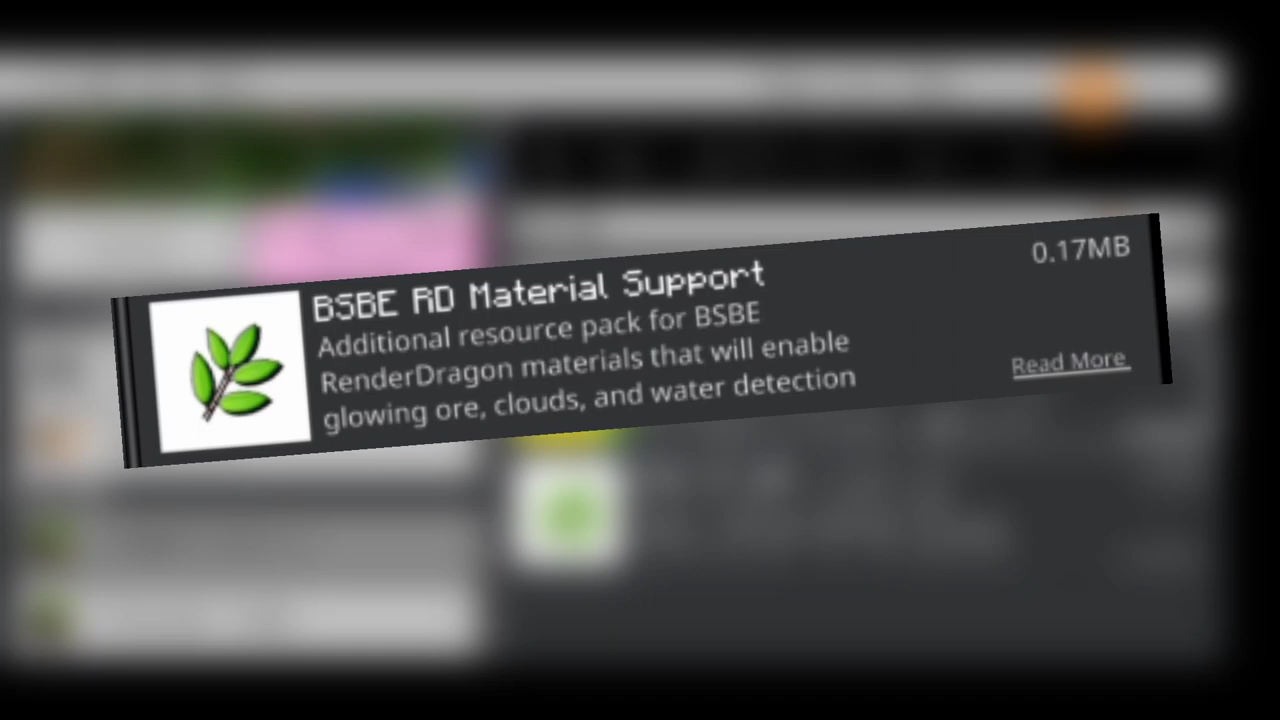 BSBE RD Material Support
0.17MB
Additional resource pack for BSBE
RenderDragon materials that will enable
glowing ore, clouds, and water detection
Read More